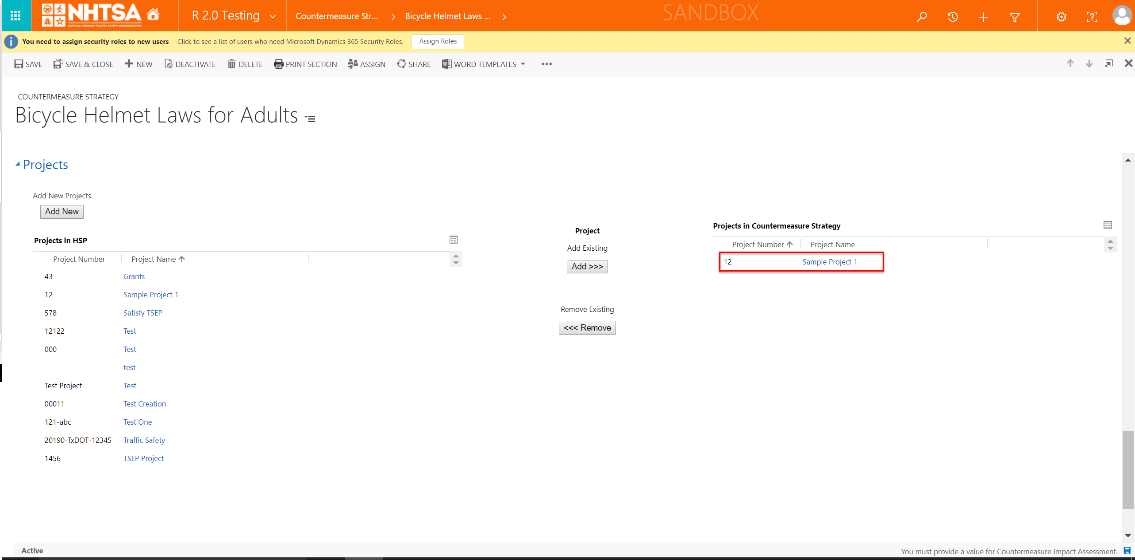 NHTSA
R 2.0 Testing
Countermeasure Str...
Bicycle Helmet Laws ...
SANDBOX
You need to assign security roles to new users Click to see a list of users who need Microsoft Dynamics 365 Security Roles. Assign Roles
SAVE SAVE & CLOSE NEW DEACTIVATE DELETE PRINT SECTION ASSIGN SHARE WORD TEMPLATES
COUNTERMEASURE STRATEGY
Bicycle Helmet Laws for Adults
Projects
Add New Projects
Add New
Projects in HSP
Project Number Project Name
43 Grants
12 Sample Project 1
578 Satisfy TSEP
12122 Test
000 Test
test
Test Project Test
00011 Test Creation
121-abc Test One
20190-TxDOT-12345 Traffic Safety
1456 TSEP Project
Project
Add Existing
Add >>>
Remove Existing
<<< Remove
Projects in Countermeasure Strategy
Project Number Project Name
12 Sample Project 1
Active
You must provide a value for Countermeasure Impact Assessment.